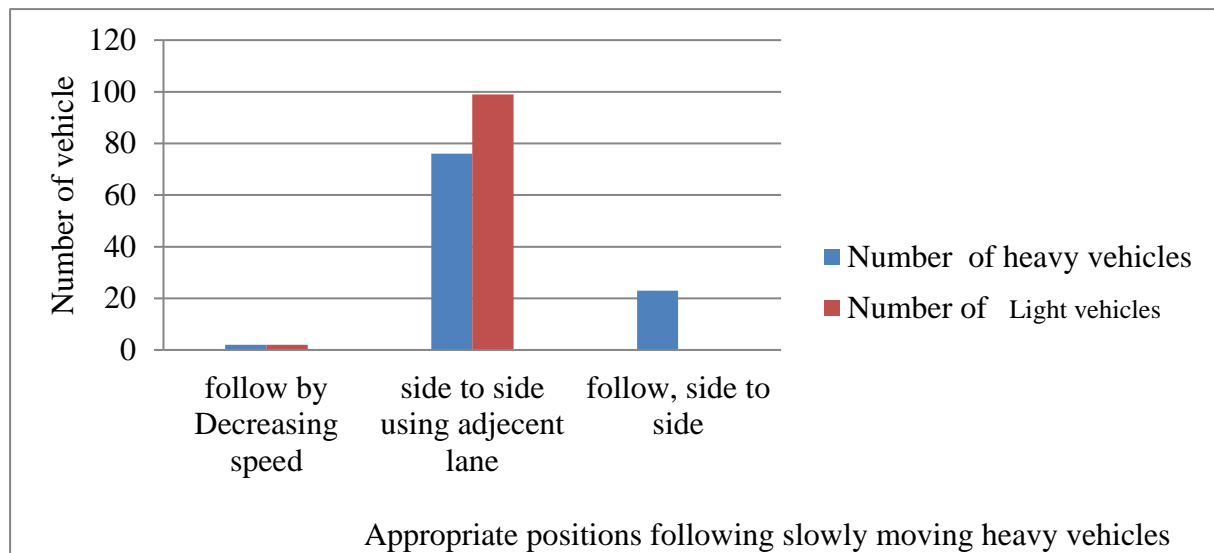 Number of vehicle
120
100
80
60
40
20
0
follow by
Decreasing
speed
side to side
using adjecent
lane
follow, side to
side
Number of heavy vehicles
Number of Light vehicles
Appropriate positions following slowly moving heavy vehicles